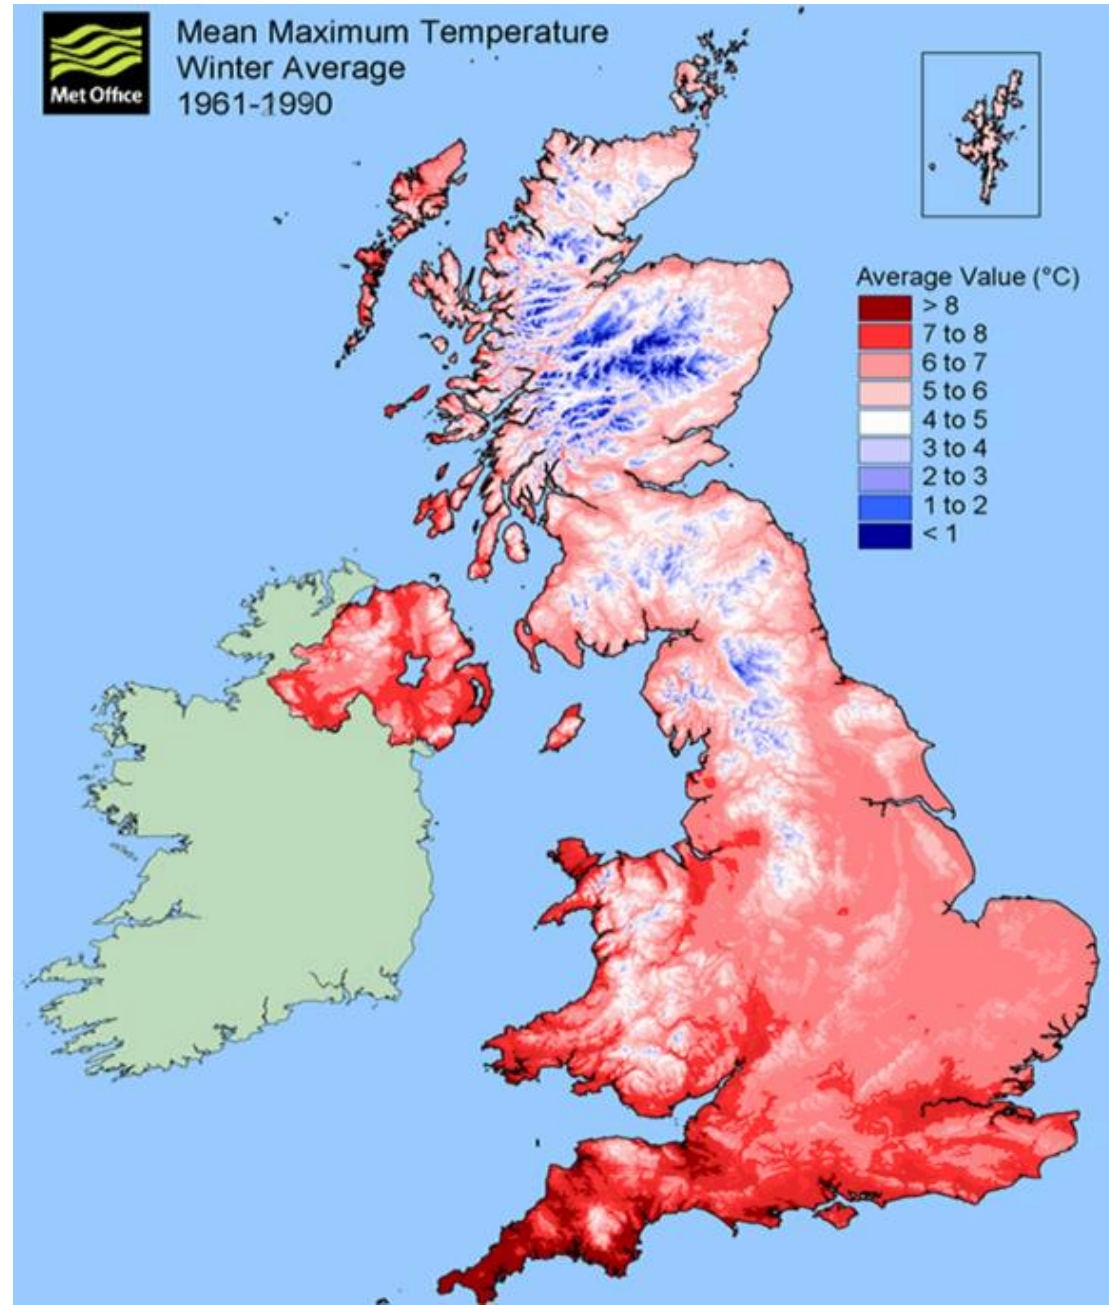 Met Office
Mean Maximum Temperature
Winter Average
1961-1990
Average Value (°C)
> 8
7 to 8
6 to 7
5 to 6
4 to 5
3 to 4
2 to 3
1 to 2
< 1